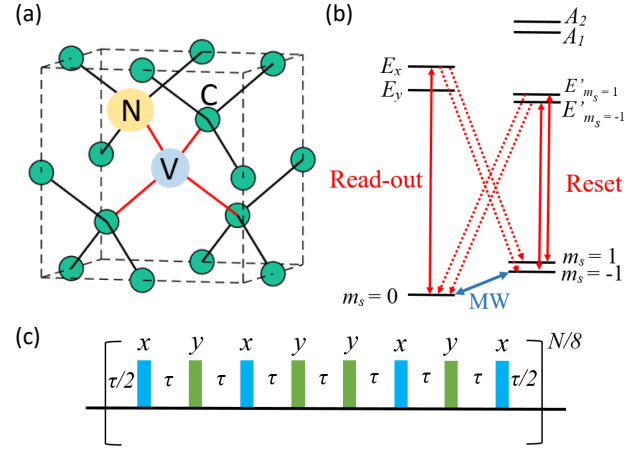 (a)
N
C
V
(b)
A₂
A₁
Eₓ
E_y
E'ₘₛ₌₁
E'ₘₛ₌₋₁
Read-out
Reset
mₛ = 1
mₛ = -1
mₛ = 0
MW
(c)
x y x y y x y x N/8
τ/2 τ τ τ τ τ τ τ τ/2